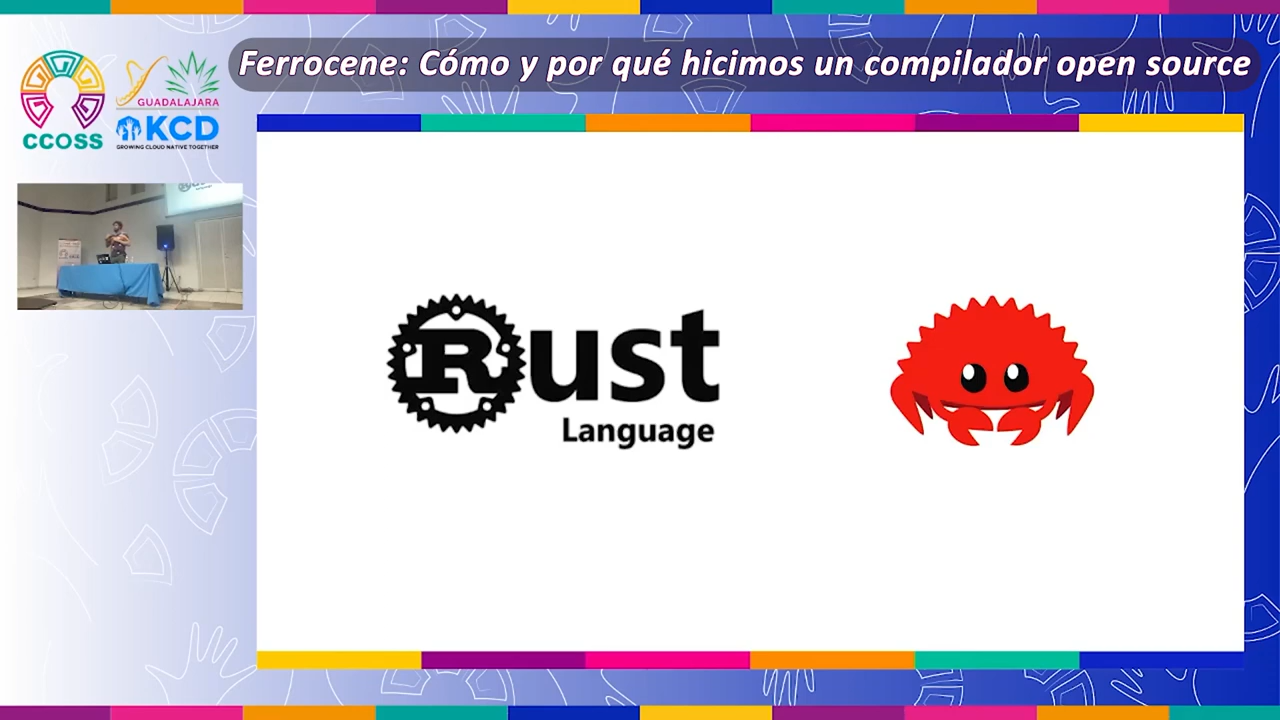 Ferrocene: Cómo y por qué hicimos un compilador open source
CCOSS
GUADALAJARA
KCD
GROWING CLOUD NATIVE TOGETHER
Rust
Language